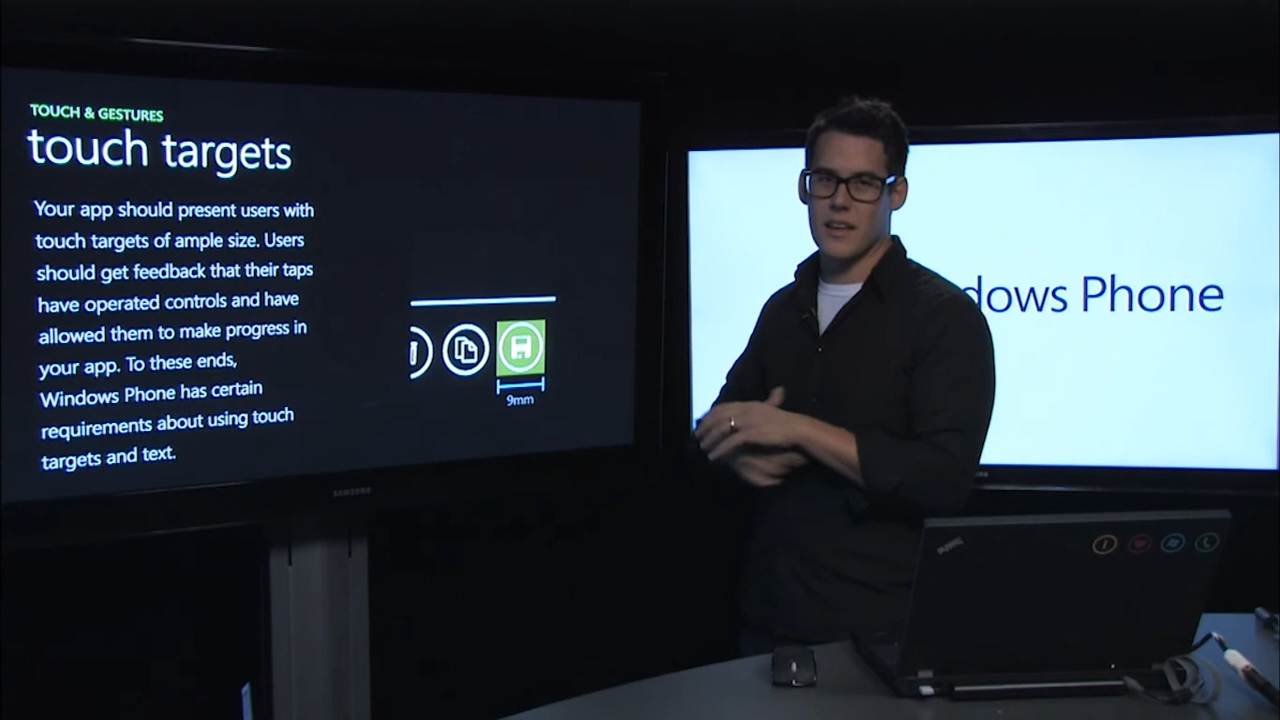 TOUCH & GESTURES
touch targets
Your app should present users with
touch targets of ample size. Users
should get feedback that their taps
have operated controls and have
allowed them to make progress in
your app. To these ends,
Windows Phone has certain
requirements about using touch
targets and text.
9mm
SAMSUNG
dows Phone
ThinkPad